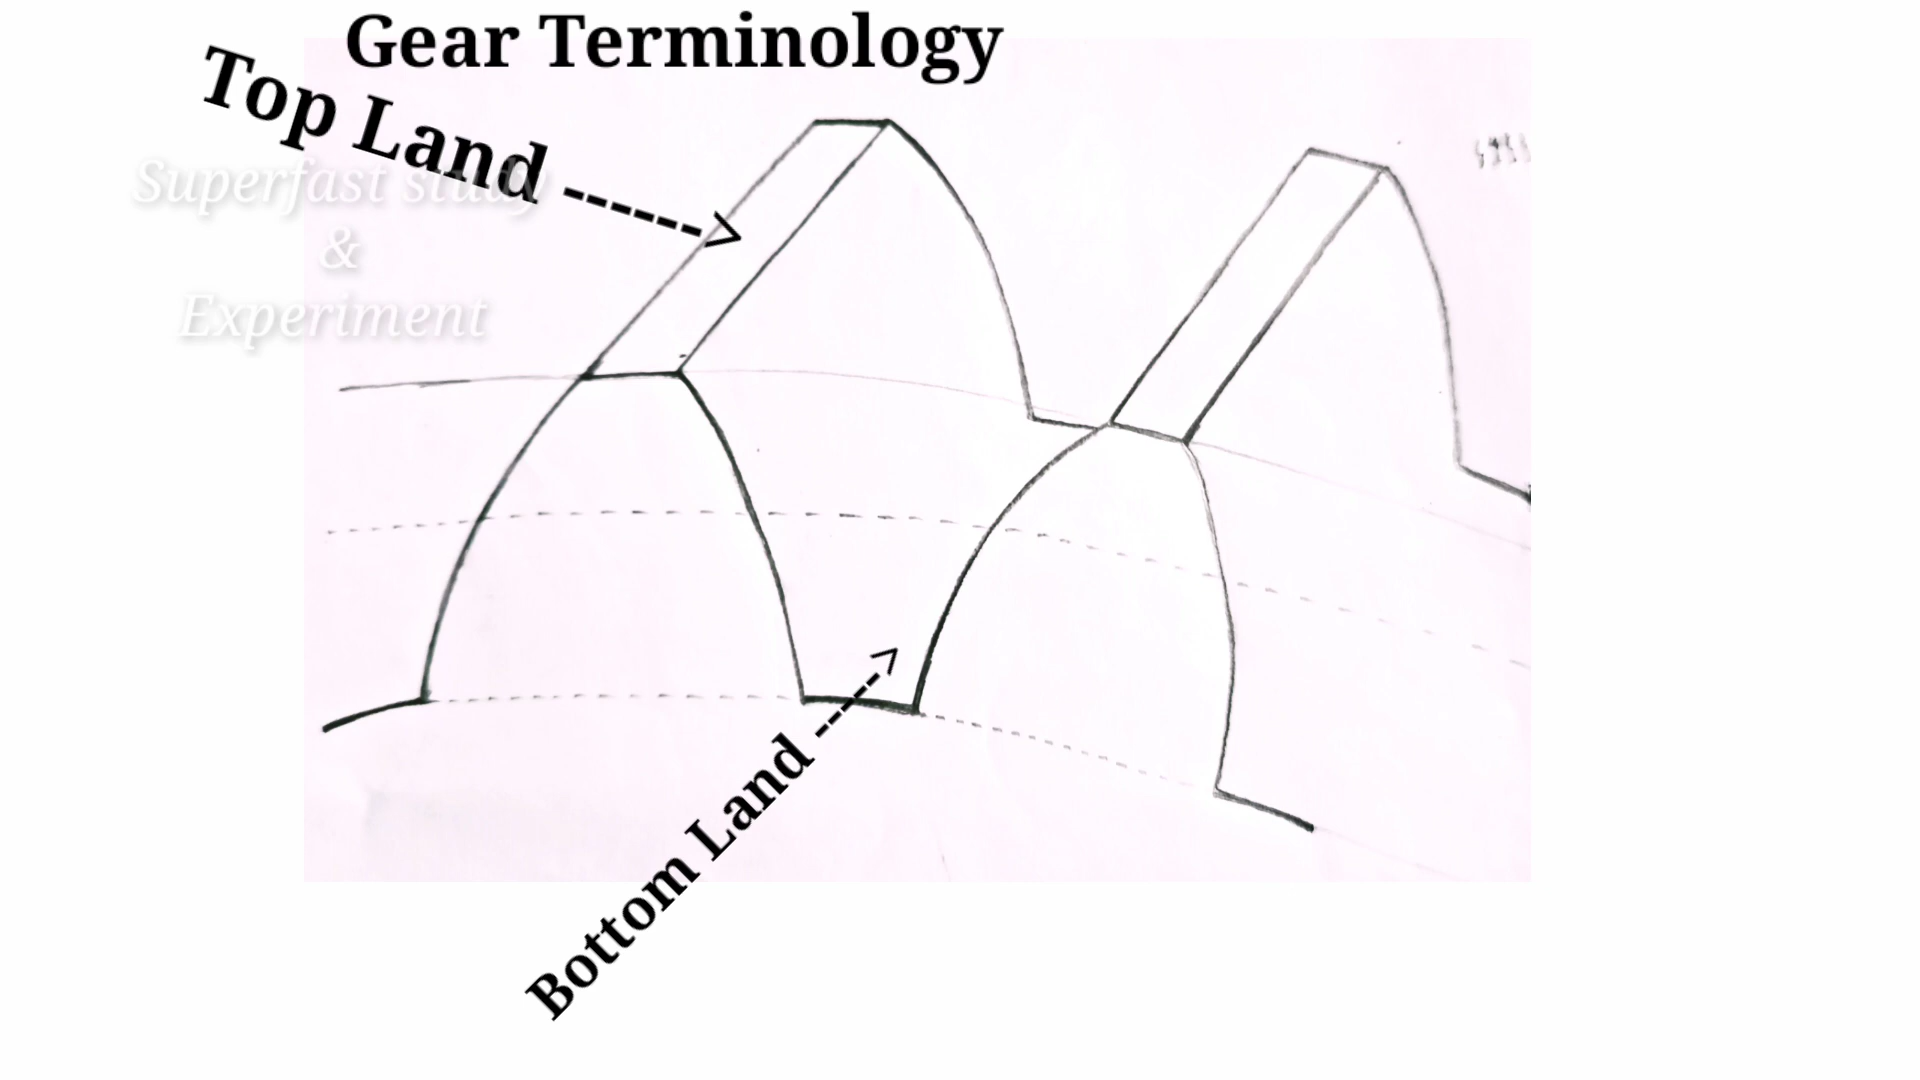 Gear Terminology
Top Land
Superfast study
&
Experiment
Bottom Land